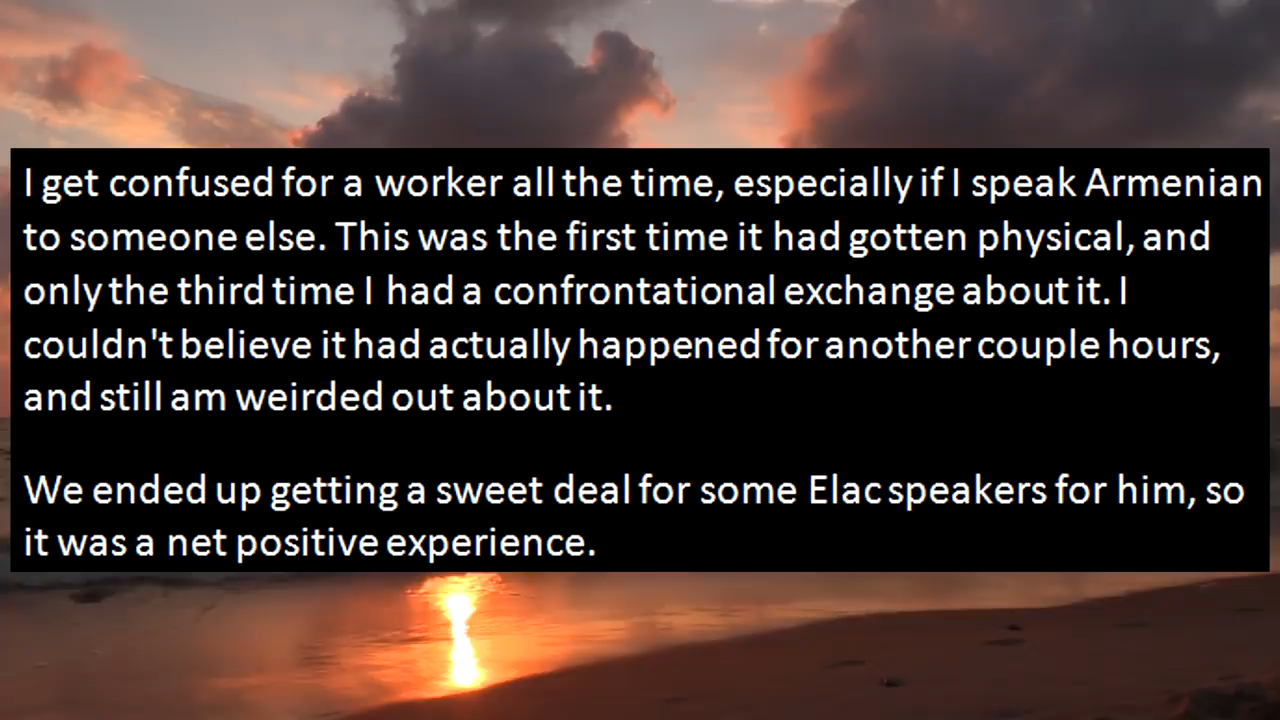 I get confused for a worker all the time, especially if I speak Armenian
to someone else. This was the first time it had gotten physical, and
only the third time I had a confrontational exchange about it. I
couldn't believe it had actually happened for another couple hours,
and still am weirded out about it.
We ended up getting a sweet deal for some Elac speakers for him, so
it was a net positive experience.